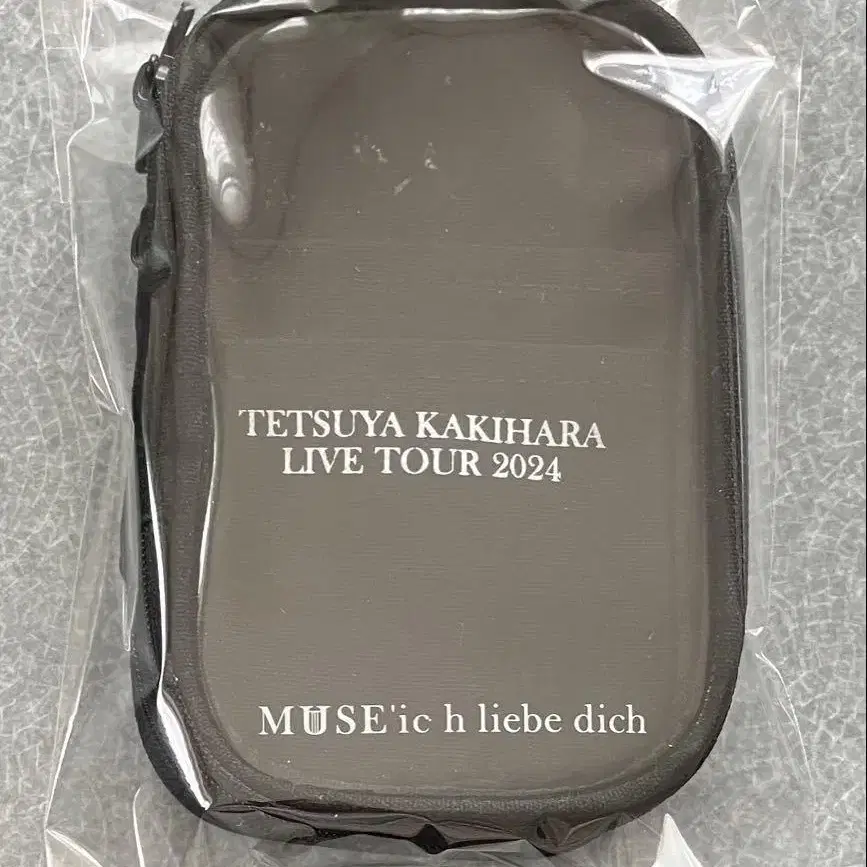 TETSUYA KAKIHARA
LIVE TOUR 2024
MUSE'ic h liebe dich